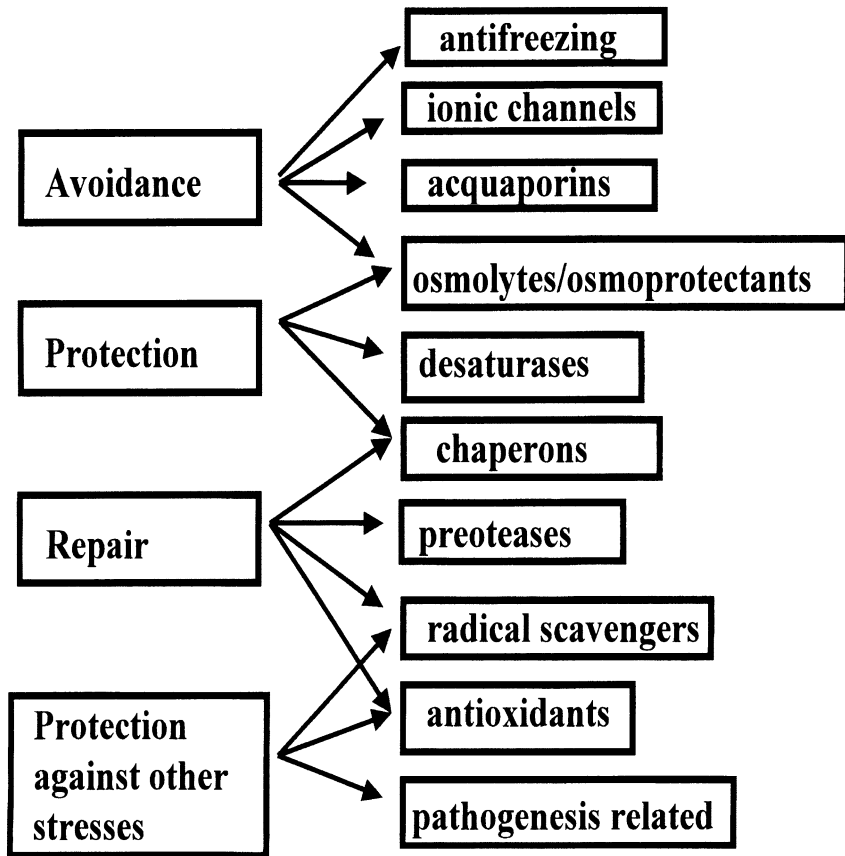 antifreezing
ionic channels
Avoidance
acquaporins
osmolytes/osmoprotectants
Protection
desaturases
chaperons
Repair
preoteases
radical scavengers
Protection
against other
stresses
antioxidants
pathogenesis related